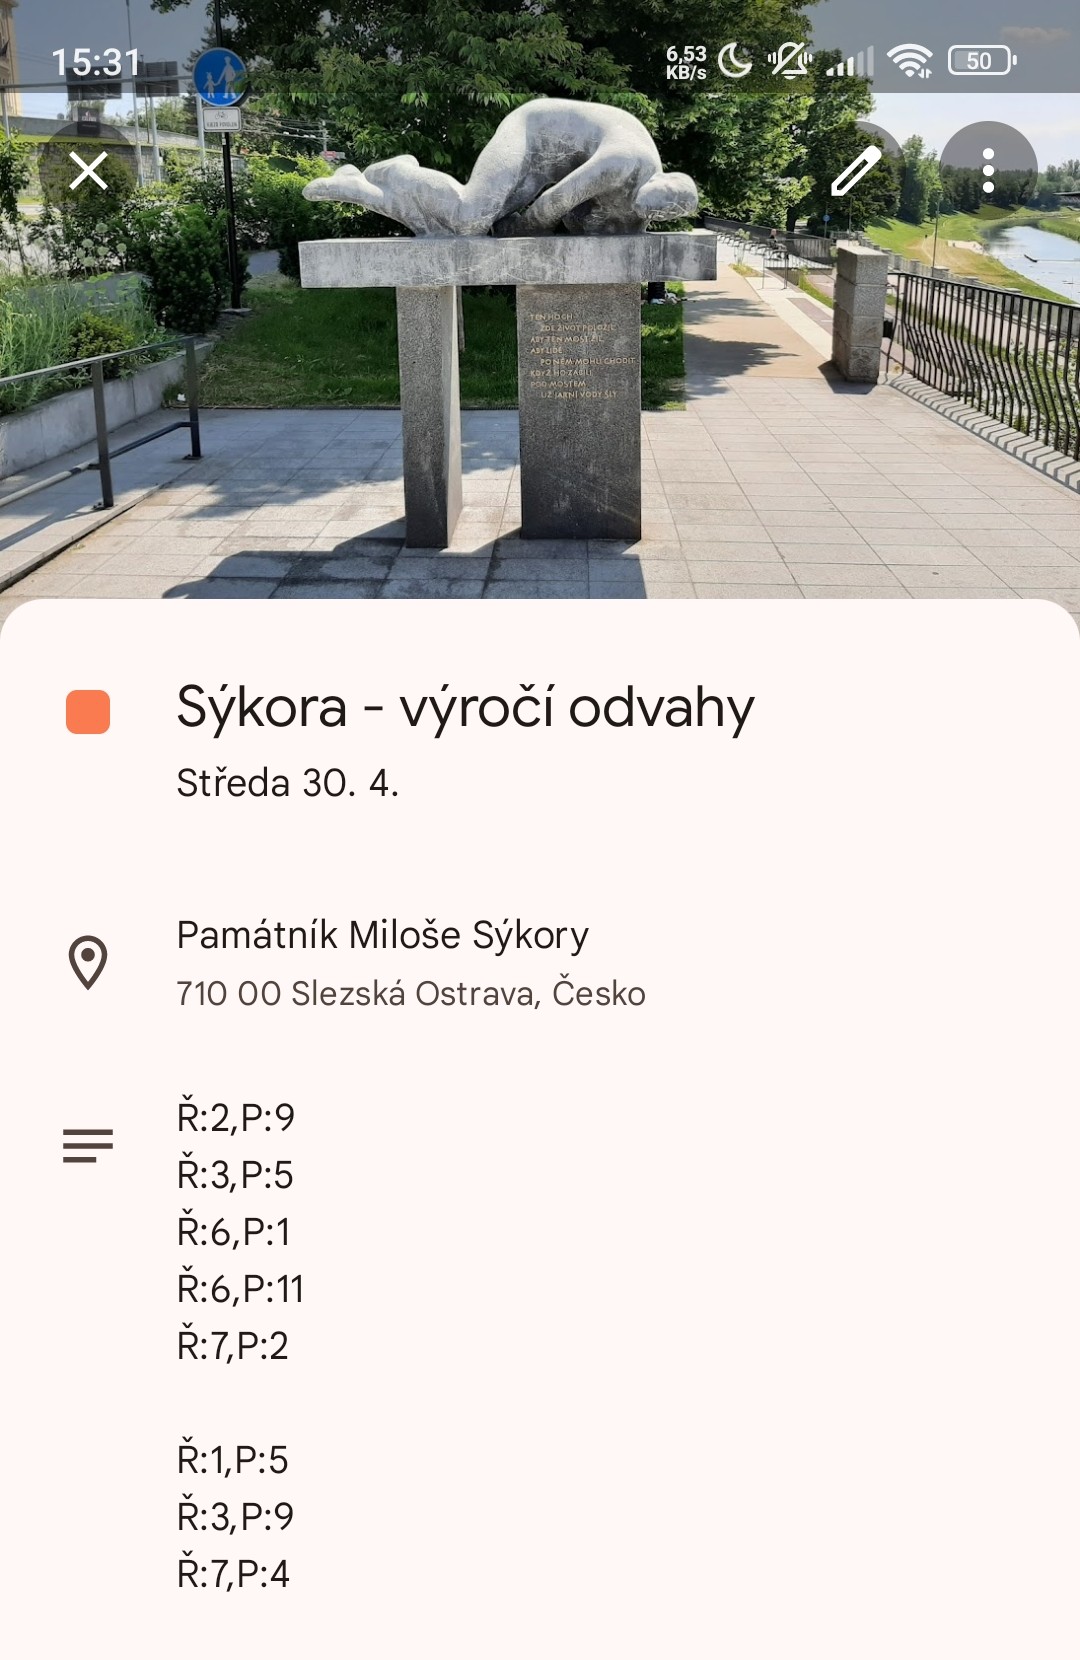 15:31
6,53
KB/s
50
TEN HOCH
ZDE ŽIVOT POLOŽIL
ABY TEN MOST ŽIL
ABY LIDÉ
PO NĚM MOHLI CHODIT
KDYŽ HO ZABILI
POD MOSTEM
UŽ JARNÍ VODY ŠLY
Sýkora - výročí odvahy
Středa 30. 4.
Památník Miloše Sýkory
710 00 Slezská Ostrava, Česko
Ř:2,P:9
Ř:3,P:5
Ř:6,P:1
Ř:6,P:11
Ř:7,P:2
Ř:1,P:5
Ř:3,P:9
Ř:7,P:4